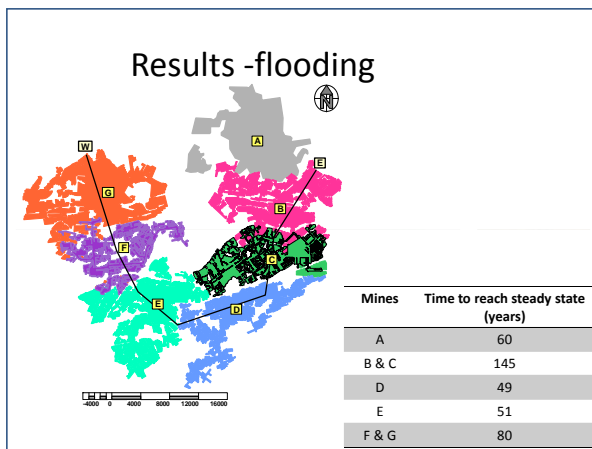 Results -flooding
N
A
W
E
G
B
F
C
E
D
-4000 0 4000 8000 12000 16000
Mines Time to reach steady state
(years)
A 60
B & C 145
D 49
E 51
F & G 80